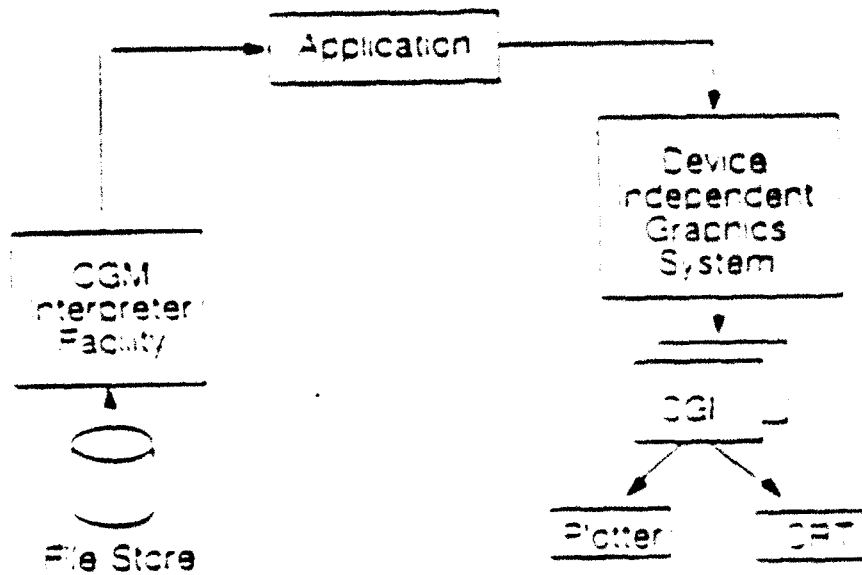 Application
Device
Independent
Graphics
System
CGM
Interpreter
Facility
CGI
Plotter
CRT
File Store